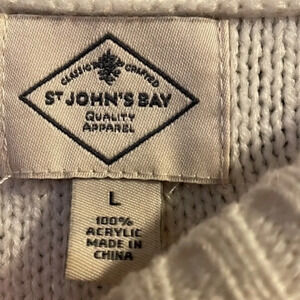 CLASSIC CRAFTED
ST JOHN'S BAY
QUALITY
APPAREL
L
100%
ACRYLIC
MADE IN
CHINA